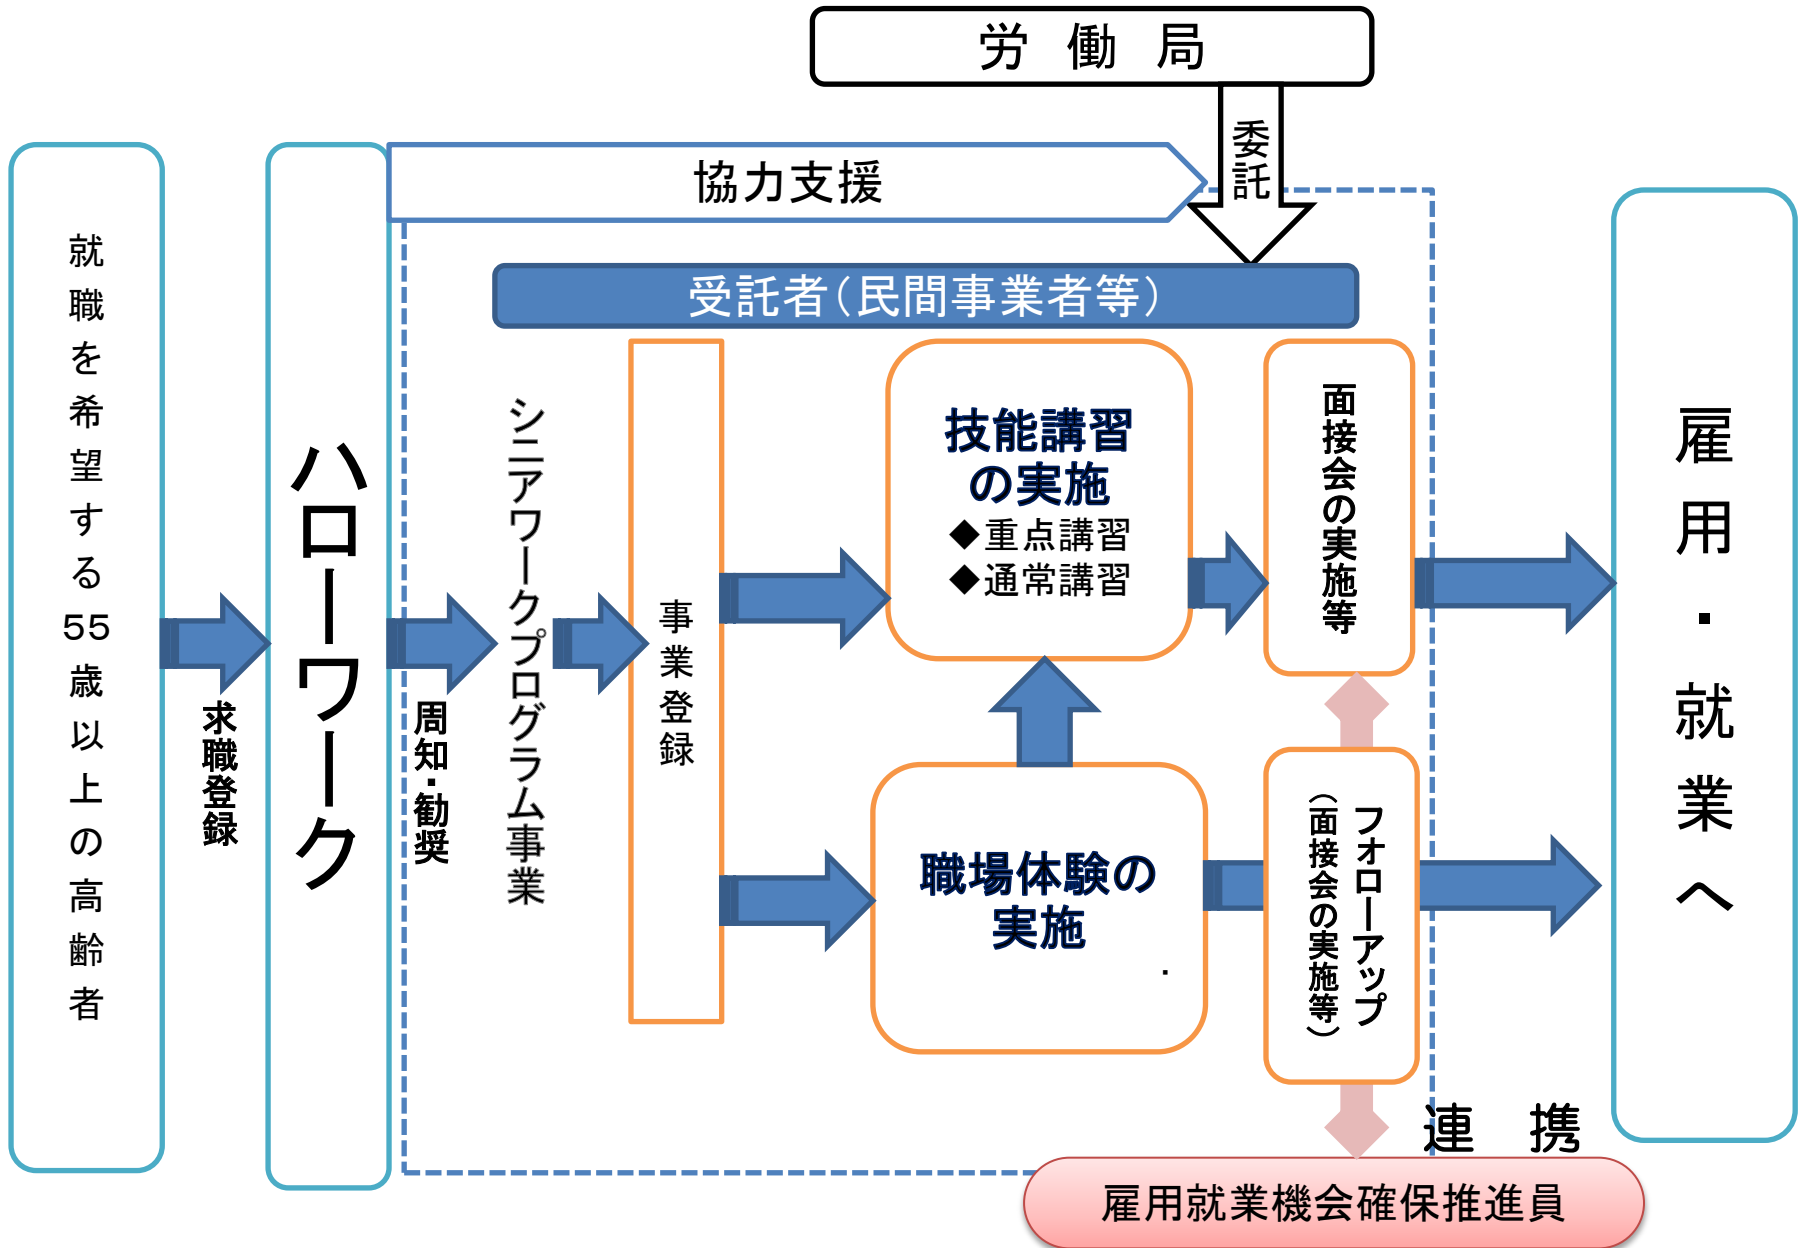 労働局
委託
協力支援
受託者（民間事業者等）
就職を希望する55歳以上の高齢者
求職登録
ハローワーク
周知・勧奨
シニアワークプログラム事業
事業登録
技能講習
の実施
◆重点講習
◆通常講習
職場体験の
実施
.
面接会の実施等
フオローアップ
（面接会の実施等）
雇用・就業へ
連携
雇用就業機会確保推進員